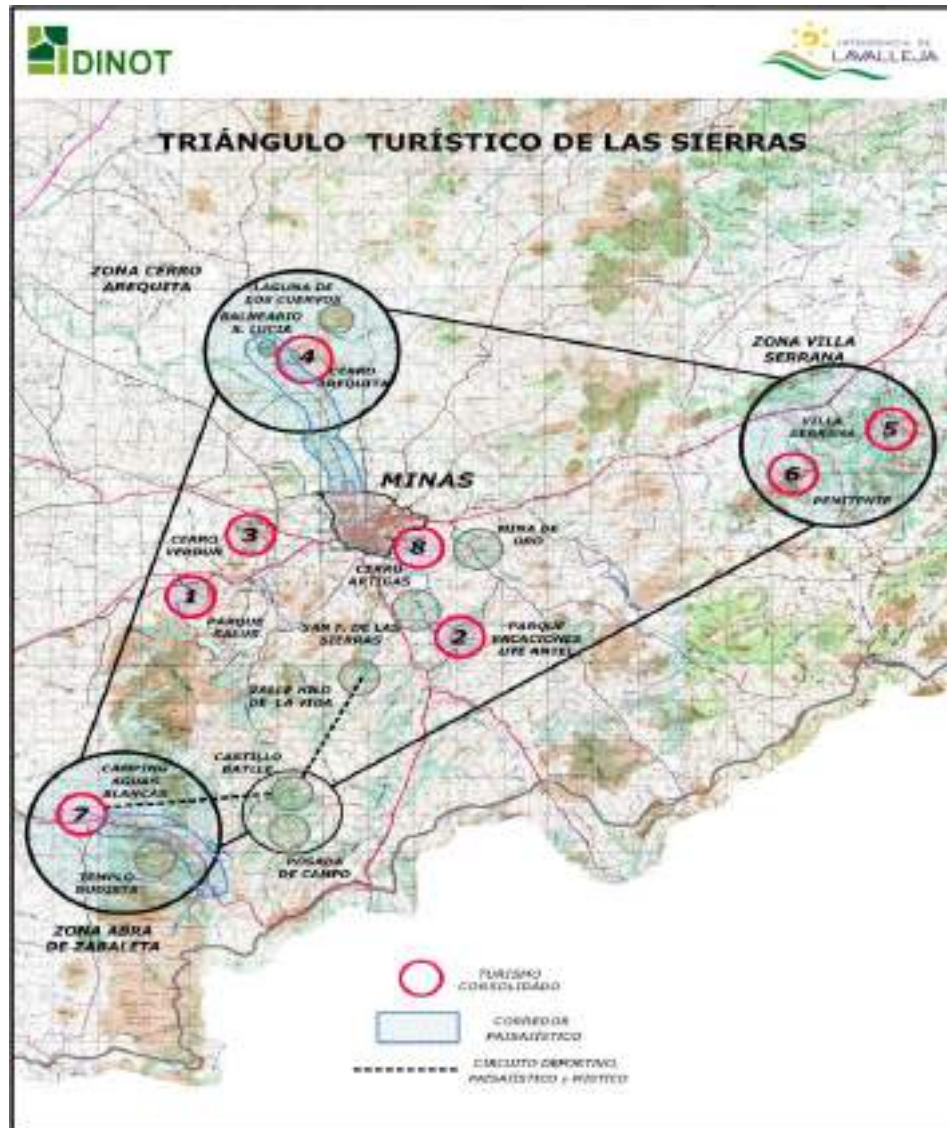 DINOT
INTENDENCIA DE
LAVALLEJA
TRIÁNGULO TURÍSTICO DE LAS SIERRAS
ZONA CERRO
AREQUITA
LAGUNA DE
LOS CUERVOS
BALNEARIO
S. LUCIA
4
CERRO
AREQUITA
ZONA VILLA
SERRANA
VILLA
SERRANA
5
6
PENITENTE
MINAS
3
CERRO
VERDUN
8
CERRO
ARTIGAS
MINA DE
ORO
1
PARQUE
SALUS
SAN F. DE LAS
SIERRAS
2
PARQUE
VACACIONES
UTE ANTEL
VALLE HILO
DE LA VIDA
CASTILLO
BATLLE
CAMPING
AGUAS
BLANCAS
7
TEMPLO
BUDISTA
POSADA
DE CAMPO
ZONA ABRA
DE ZABALETA
TURISMO
CONSOLIDADO
CORREDOR
PAISAJÍSTICO
CIRCUITO DEPORTIVO,
PAISAJÍSTICO y MÍSTICO